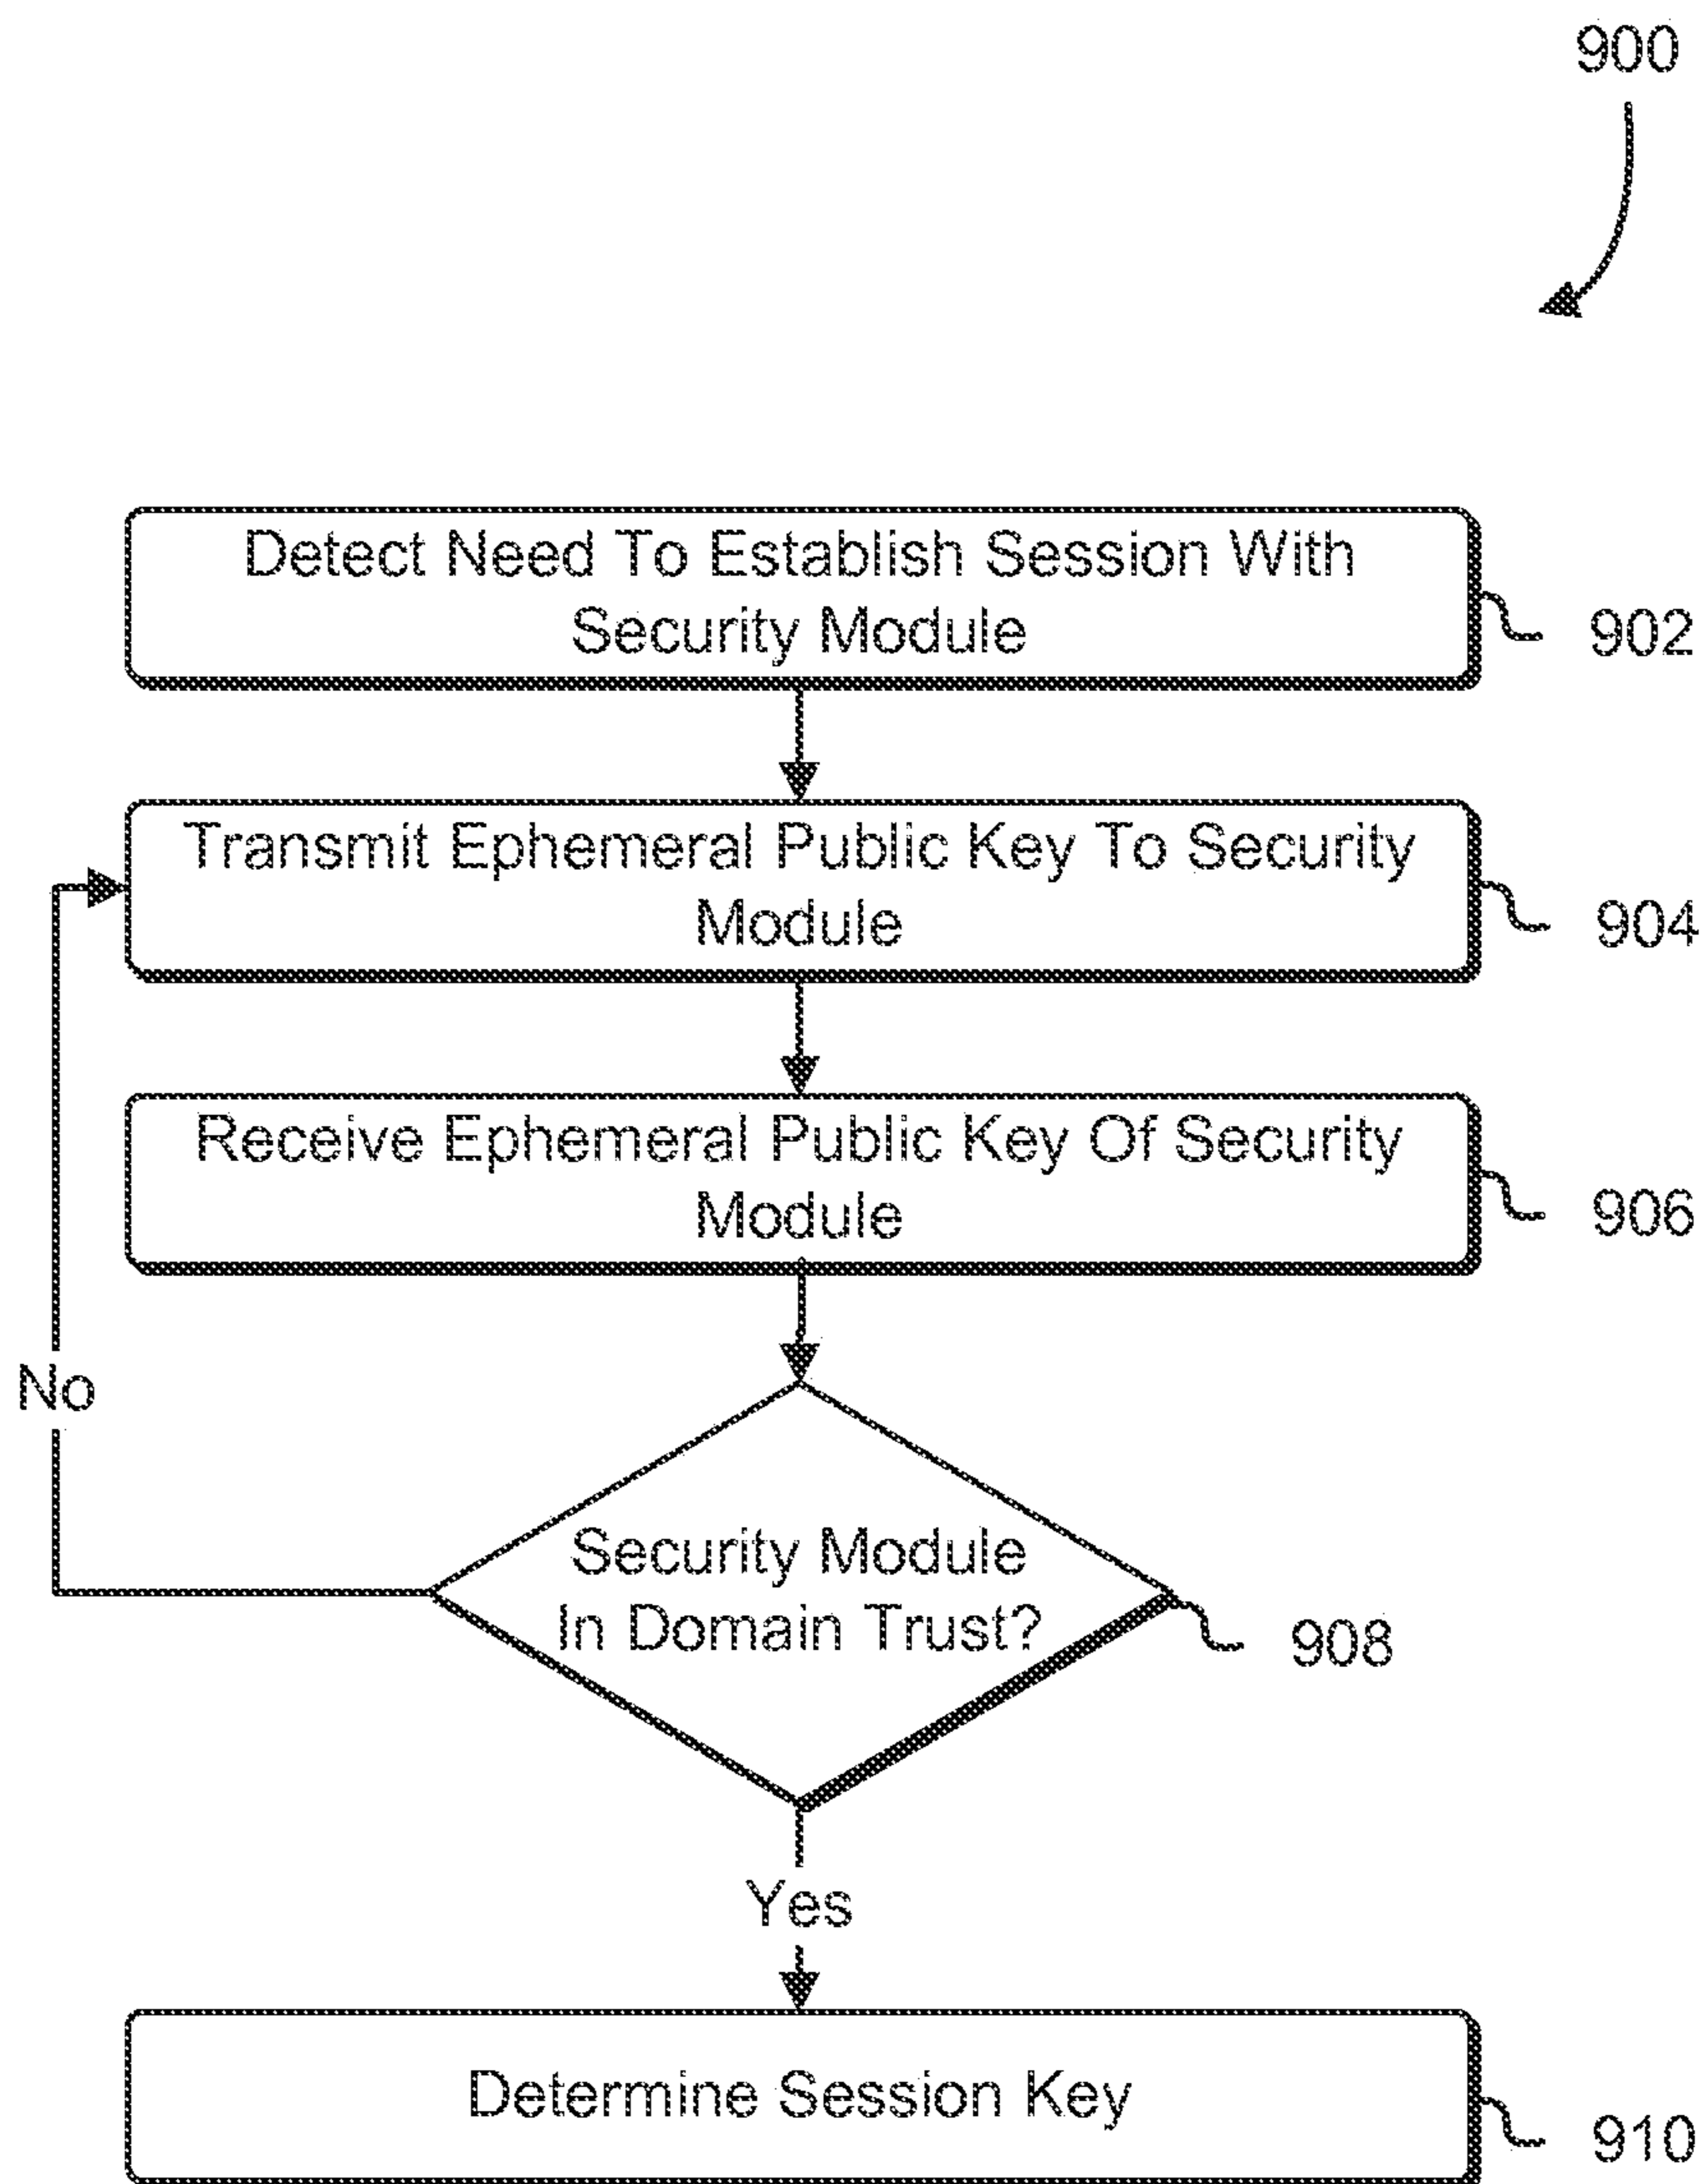 900
Detect Need To Establish Session With
Security Module
902
Transmit Ephemeral Public Key To Security
Module
904
Receive Ephemeral Public Key Of Security
Module
906
No
Security Module
In Domain Trust?
908
Yes
Determine Session Key
910